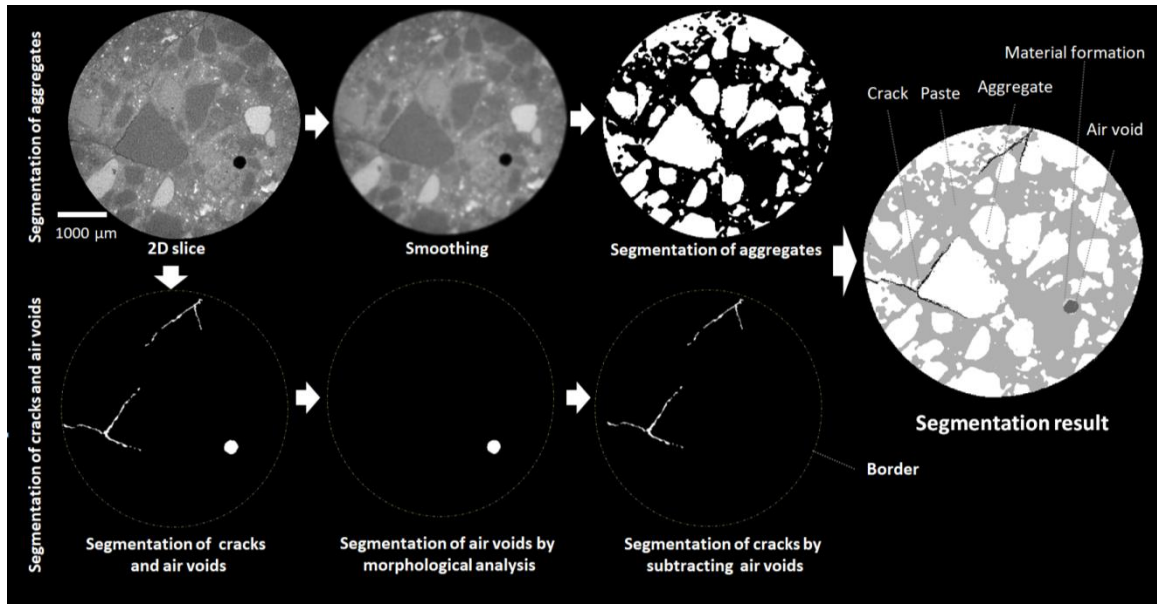 Segmentation of aggregates
1000 µm
2D slice
Smoothing
Segmentation of aggregates
Material formation
Aggregate
Crack
Paste
Air void
Segmentation result
Segmentation of cracks and air voids
Border
Segmentation of cracks
and air voids
Segmentation of air voids by
morphological analysis
Segmentation of cracks by
subtracting air voids